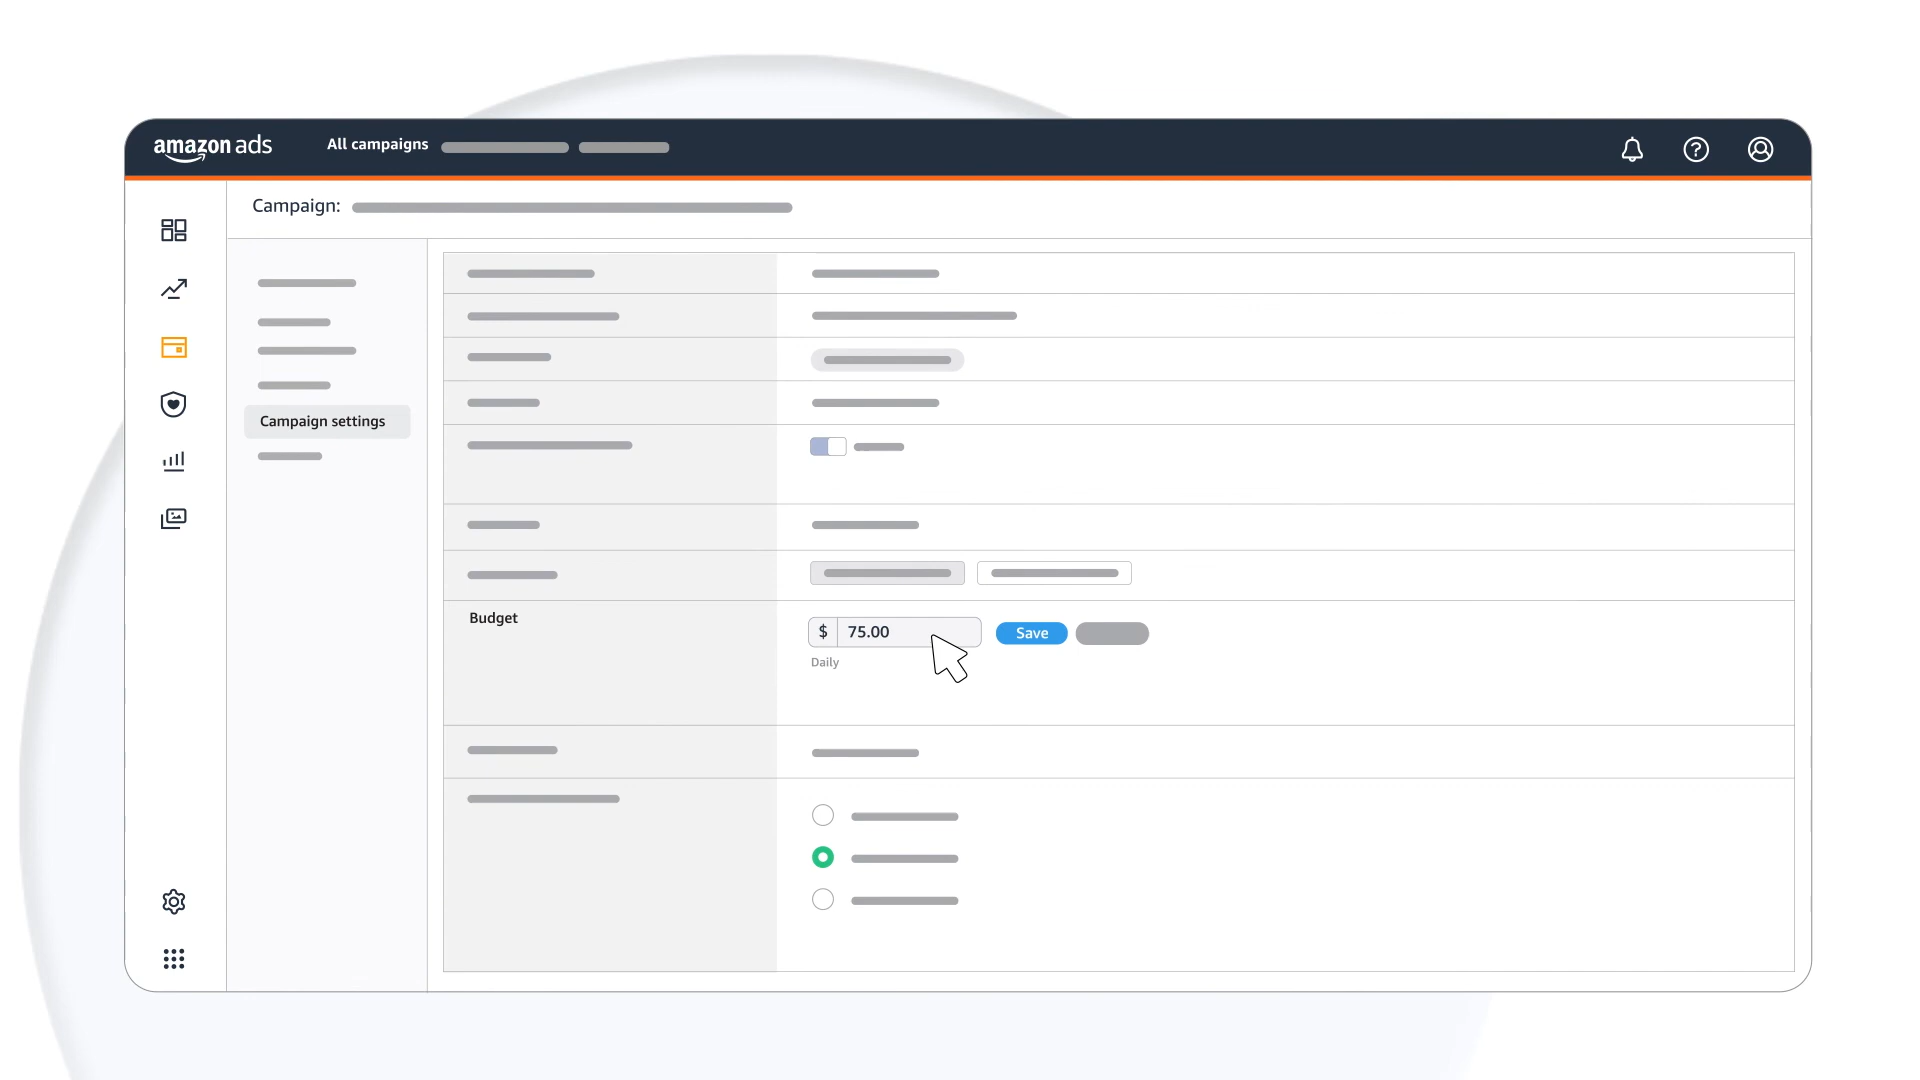 amazon ads
All campaigns
Campaign:
Campaign settings
Budget
$ 75.00
Save
Daily